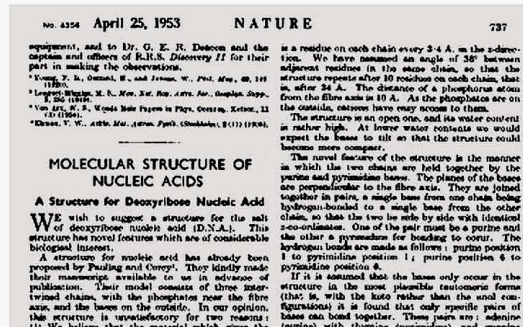 No. 4356 April 25, 1953 NATURE 737
equipment, and to Dr. G. E. R. Deacon and the
captain and officers of R.R.S. Discovery II for their
part in making the observations.
MOLECULAR STRUCTURE OF
NUCLEIC ACIDS
A Structure for Deoxyribose Nucleic Acid
WE wish to suggest a structure for the salt
of deoxyribose nucleic acid (D.N.A.). This
structure has novel features which are of considerable
biological interest.
A structure for nucleic acid has already been
proposed by Pauling and Corey¹. They kindly made
their manuscript available to us in advance of
publication. Their model consists of three inter-
twined chains, with the phosphates near the fibre
axis, and the bases on the outside. In our opinion,
this structure is unsatisfactory for two reasons :
(1) We believe that the material which gives the
is a residue on each chain every 3·4 A. in the z-direc-
tion. We have assumed an angle of 36° between
adjacent residues in the same chain, so that the
structure repeats after 10 residues on each chain, that
is, after 34 A. The distance of a phosphorus atom
from the fibre axis is 10 A. As the phosphates are on
the outside, cations have easy access to them.
The structure is an open one, and its water content
is rather high. At lower water contents we would
expect the bases to tilt so that the structure could
become more compact.
The novel feature of the structure is the manner
in which the two chains are held together by the
purine and pyrimidine bases. The planes of the bases
are perpendicular to the fibre axis. They are joined
together in pairs, a single base from one chain being
hydrogen-bonded to a single base from the other
chain, so that the two lie side by side with identical
z-co-ordinates. One of the pair must be a purine and
the other a pyrimidine for bonding to occur. The
hydrogen bonds are made as follows : purine position
1 to pyrimidine position 1 ; purine position 6 to
pyrimidine position 6.
If it is assumed that the bases only occur in the
structure in the most plausible tautomeric forms
(that is, with the keto rather than the enol con-
figurations) it is found that only specific pairs of
bases can bond together. These pairs are : adenine